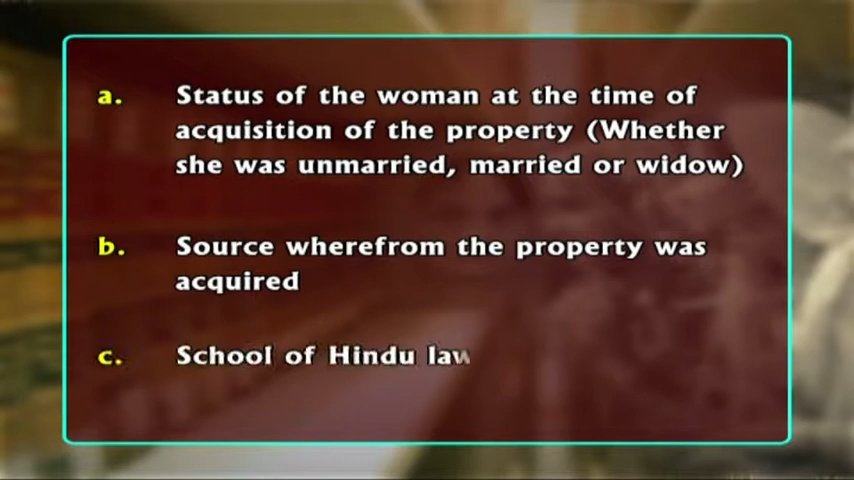 a. Status of the woman at the time of
acquisition of the property (Whether
she was unmarried, married or widow)
b. Source wherefrom the property was
acquired
c. School of Hindu law